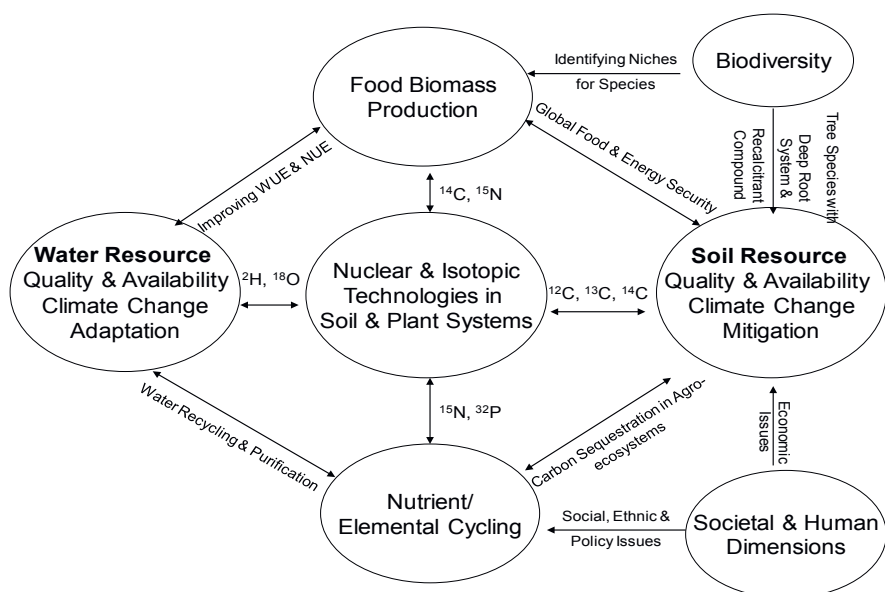 Identifying Niches
for Species
Biodiversity
Food Biomass
Production
Global Food & Energy Security
Tree Species with
Deep Root
System &
Recalcitrant
Compound
Improving WUE & NUE
¹⁴C, ¹⁵N
Water Resource
Quality & Availability
Climate Change
Adaptation
²H, ¹⁸O
Nuclear & Isotopic
Technologies in
Soil & Plant Systems
¹²C, ¹³C, ¹⁴C
Soil Resource
Quality & Availability
Climate Change
Mitigation
Water Recycling & Purification
¹⁵N, ³²P
Carbon Sequestration in Agro-
ecosystems
Economic
Issues
Nutrient/
Elemental Cycling
Social, Ethnic &
Policy Issues
Societal & Human
Dimensions